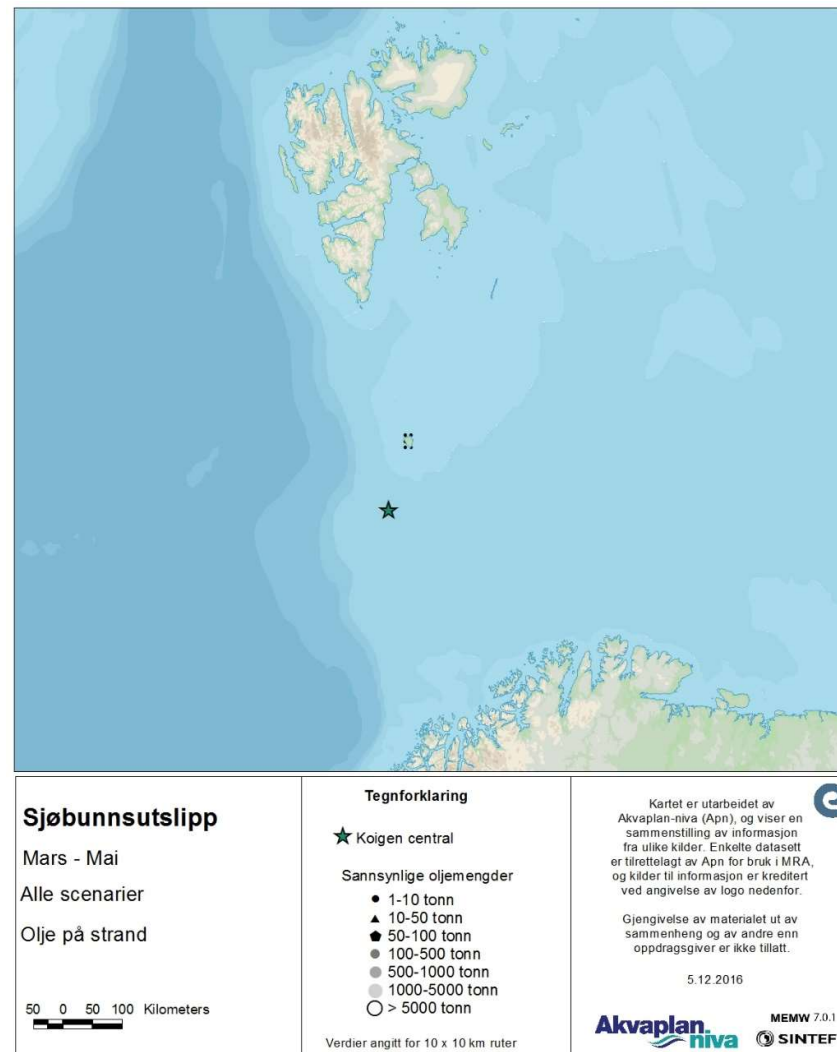 Sjøbunnsutslipp
Mars - Mai
Alle scenarier
Olje på strand
50 0 50 100 Kilometers
Tegnforklaring
Koigen central
Sannsynlige oljemengder
1-10 tonn
10-50 tonn
50-100 tonn
100-500 tonn
500-1000 tonn
1000-5000 tonn
> 5000 tonn
Verdier angitt for 10 x 10 km ruter
Kartet er utarbeidet av
Akvaplan-niva (Apn), og viser en
sammenstilling av informasjon
fra ulike kilder. Enkelte datasett
er tilrettelagt av Apn for bruk i MRA,
og kilder til informasjon er kreditert
ved angivelse av logo nedenfor.
Gjengivelse av materialet ut av
sammenheng og av andre enn
oppdragsgiver er ikke tillatt.
5.12.2016
Akvaplan
niva
MEMW 7.0.1
SINTEF